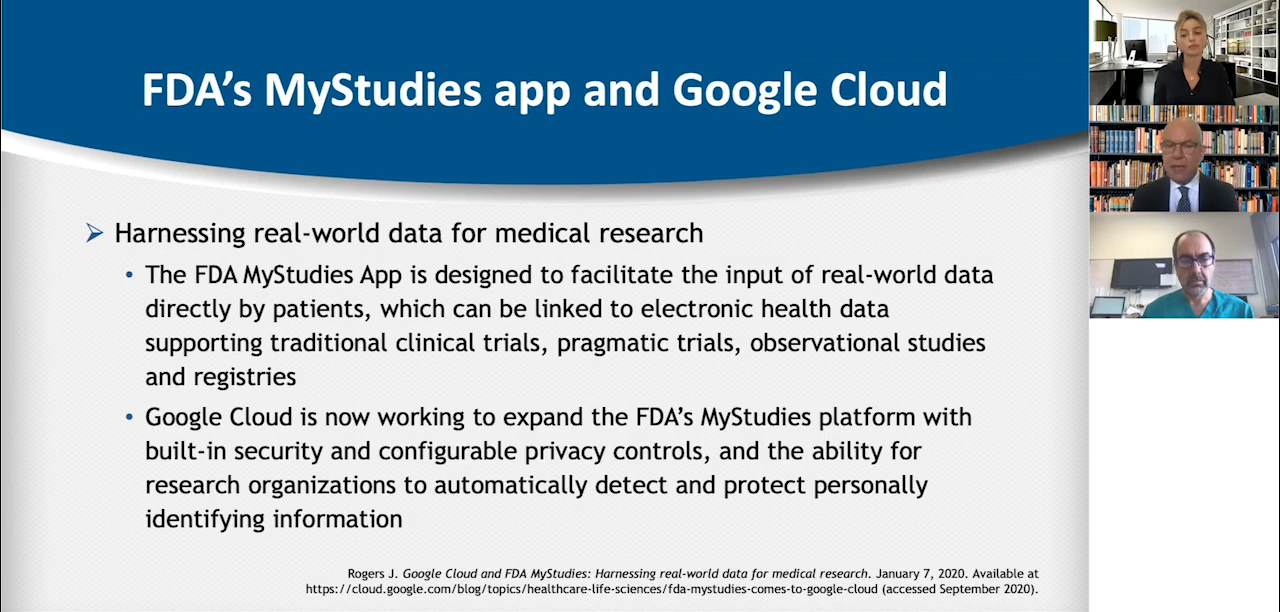 FDA’s MyStudies app and Google Cloud
Harnessing real-world data for medical research
The FDA MyStudies App is designed to facilitate the input of real-world data
directly by patients, which can be linked to electronic health data
supporting traditional clinical trials, pragmatic trials, observational studies
and registries
Google Cloud is now working to expand the FDA’s MyStudies platform with
built-in security and configurable privacy controls, and the ability for
research organizations to automatically detect and protect personally
identifying information
Rogers J. Google Cloud and FDA MyStudies: Harnessing real-world data for medical research. January 7, 2020. Available at
https://cloud.google.com/blog/topics/healthcare-life-sciences/fda-mystudies-comes-to-google-cloud (accessed September 2020).